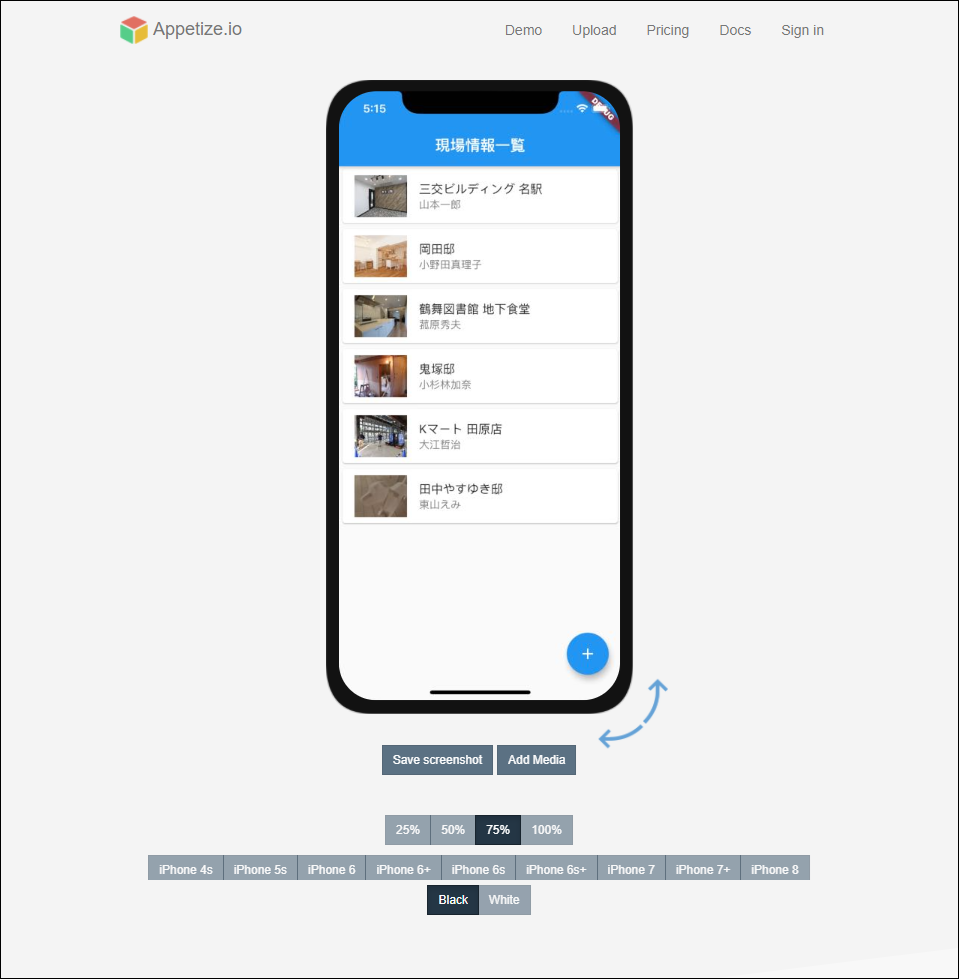 Appetize.io
Demo Upload Pricing Docs Sign in
5:15
DEBUG
現場情報一覧
三交ビルディング 名駅
山本一郎
岡田邸
小野田真理子
鶴舞図書館 地下食堂
菰原秀夫
鬼塚邸
小杉林加奈
Kマート 田原店
大江哲治
田中やすゆき邸
東山えみ
+
Save screenshot Add Media
25% 50% 75% 100%
iPhone 4s iPhone 5s iPhone 6 iPhone 6+ iPhone 6s iPhone 6s+ iPhone 7 iPhone 7+ iPhone 8
Black White